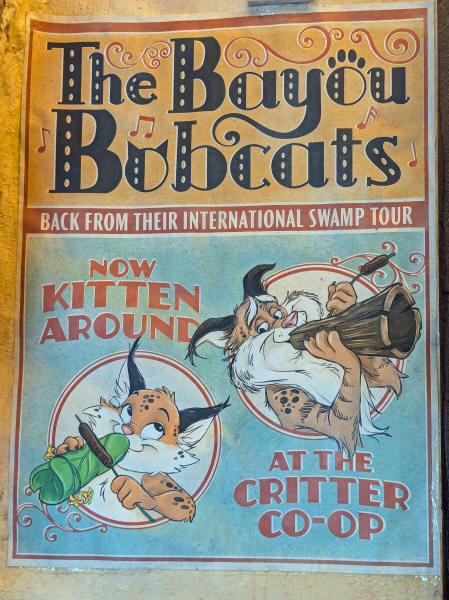 The Bayou
Bobcats
BACK FROM THEIR INTERNATIONAL SWAMP TOUR
NOW
KITTEN
AROUND
AT THE
CRITTER
CO-OP